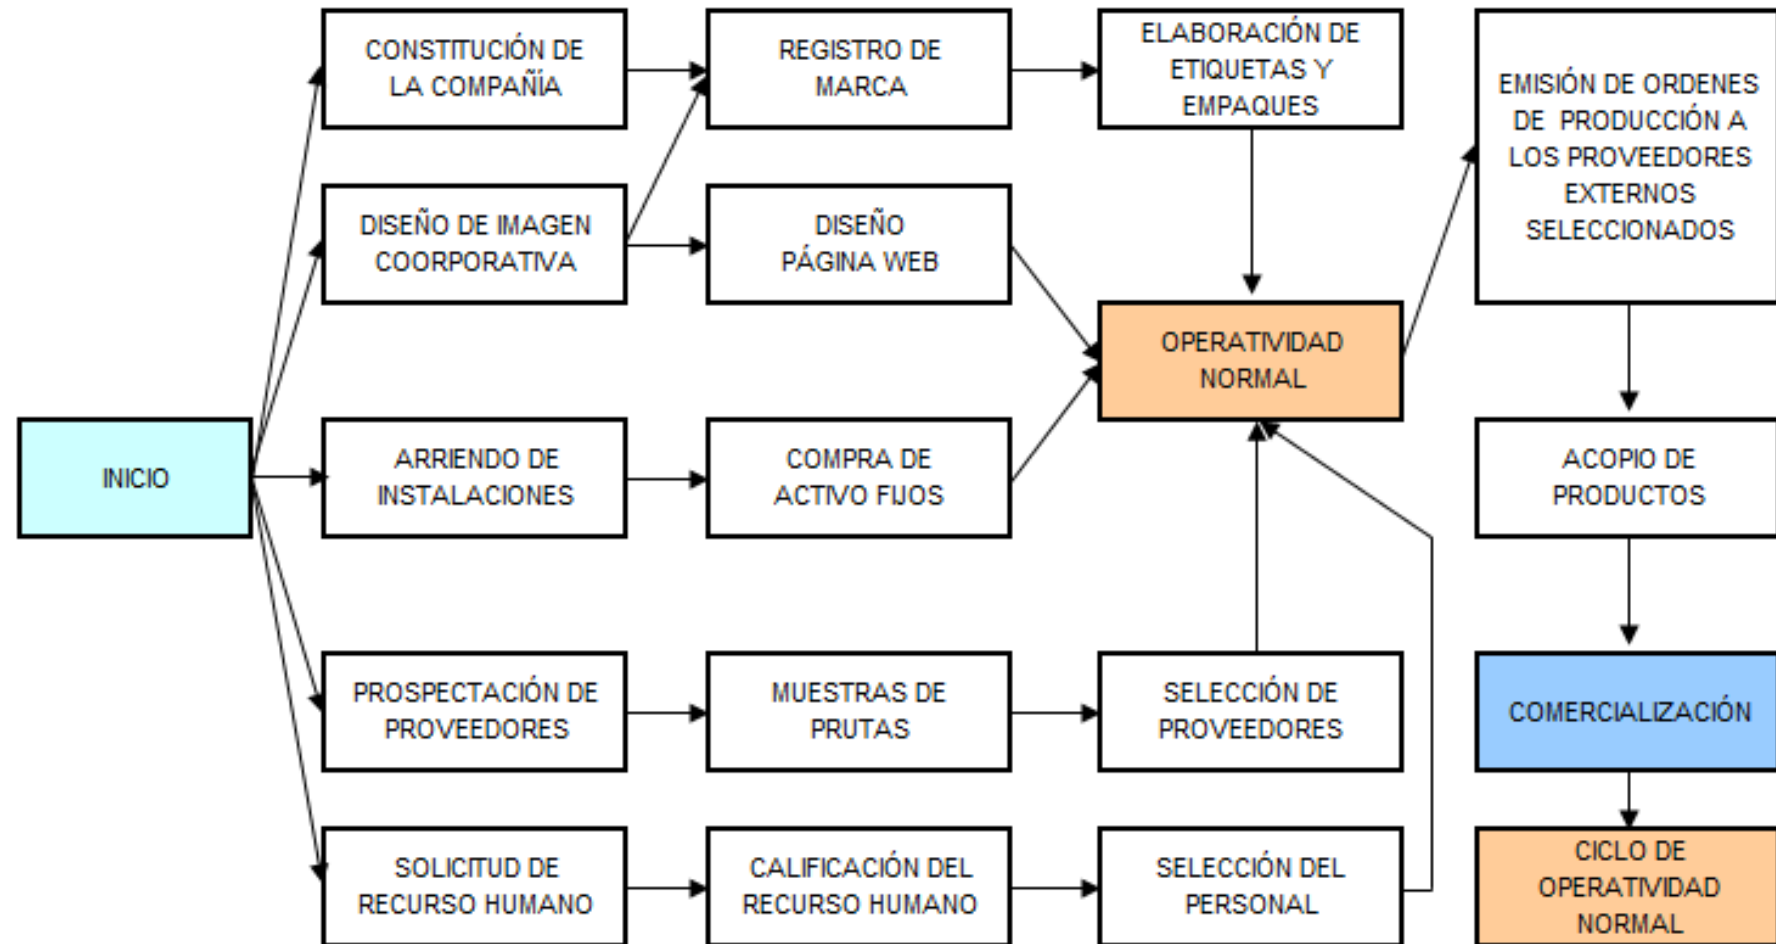 CONSTITUCIÓN DE
LA COMPAÑÍA
REGISTRO DE
MARCA
ELABORACIÓN DE
ETIQUETAS Y
EMPAQUES
EMISIÓN DE ORDENES
DE PRODUCCIÓN A
LOS PROVEEDORES
EXTERNOS
SELECCIONADOS
DISEÑO DE IMAGEN
COORPORATIVA
DISEÑO
PÁGINA WEB
OPERATIVIDAD
NORMAL
INICIO
ARRIENDO DE
INSTALACIONES
COMPRA DE
ACTIVO FIJOS
ACOPIO DE
PRODUCTOS
PROSPECTACIÓN DE
PROVEEDORES
MUESTRAS DE
PRUTAS
SELECCIÓN DE
PROVEEDORES
COMERCIALIZACIÓN
SOLICITUD DE
RECURSO HUMANO
CALIFICACIÓN DEL
RECURSO HUMANO
SELECCIÓN DEL
PERSONAL
CICLO DE
OPERATIVIDAD
NORMAL